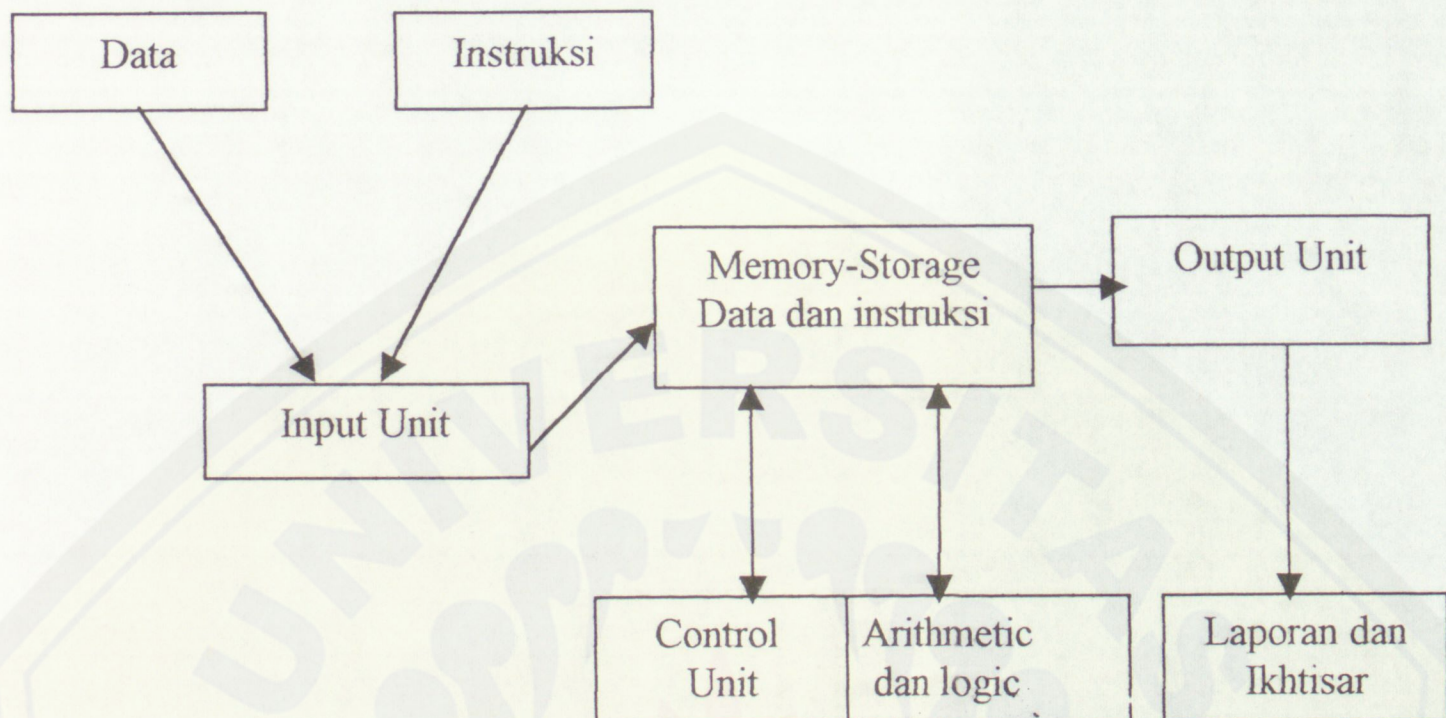 Data
Instruksi
Input Unit
Memory-Storage
Data dan instruksi
Output Unit
Control
Unit
Arithmetic
dan logic
Laporan dan
Ikhtisar
UNIVERSITAS